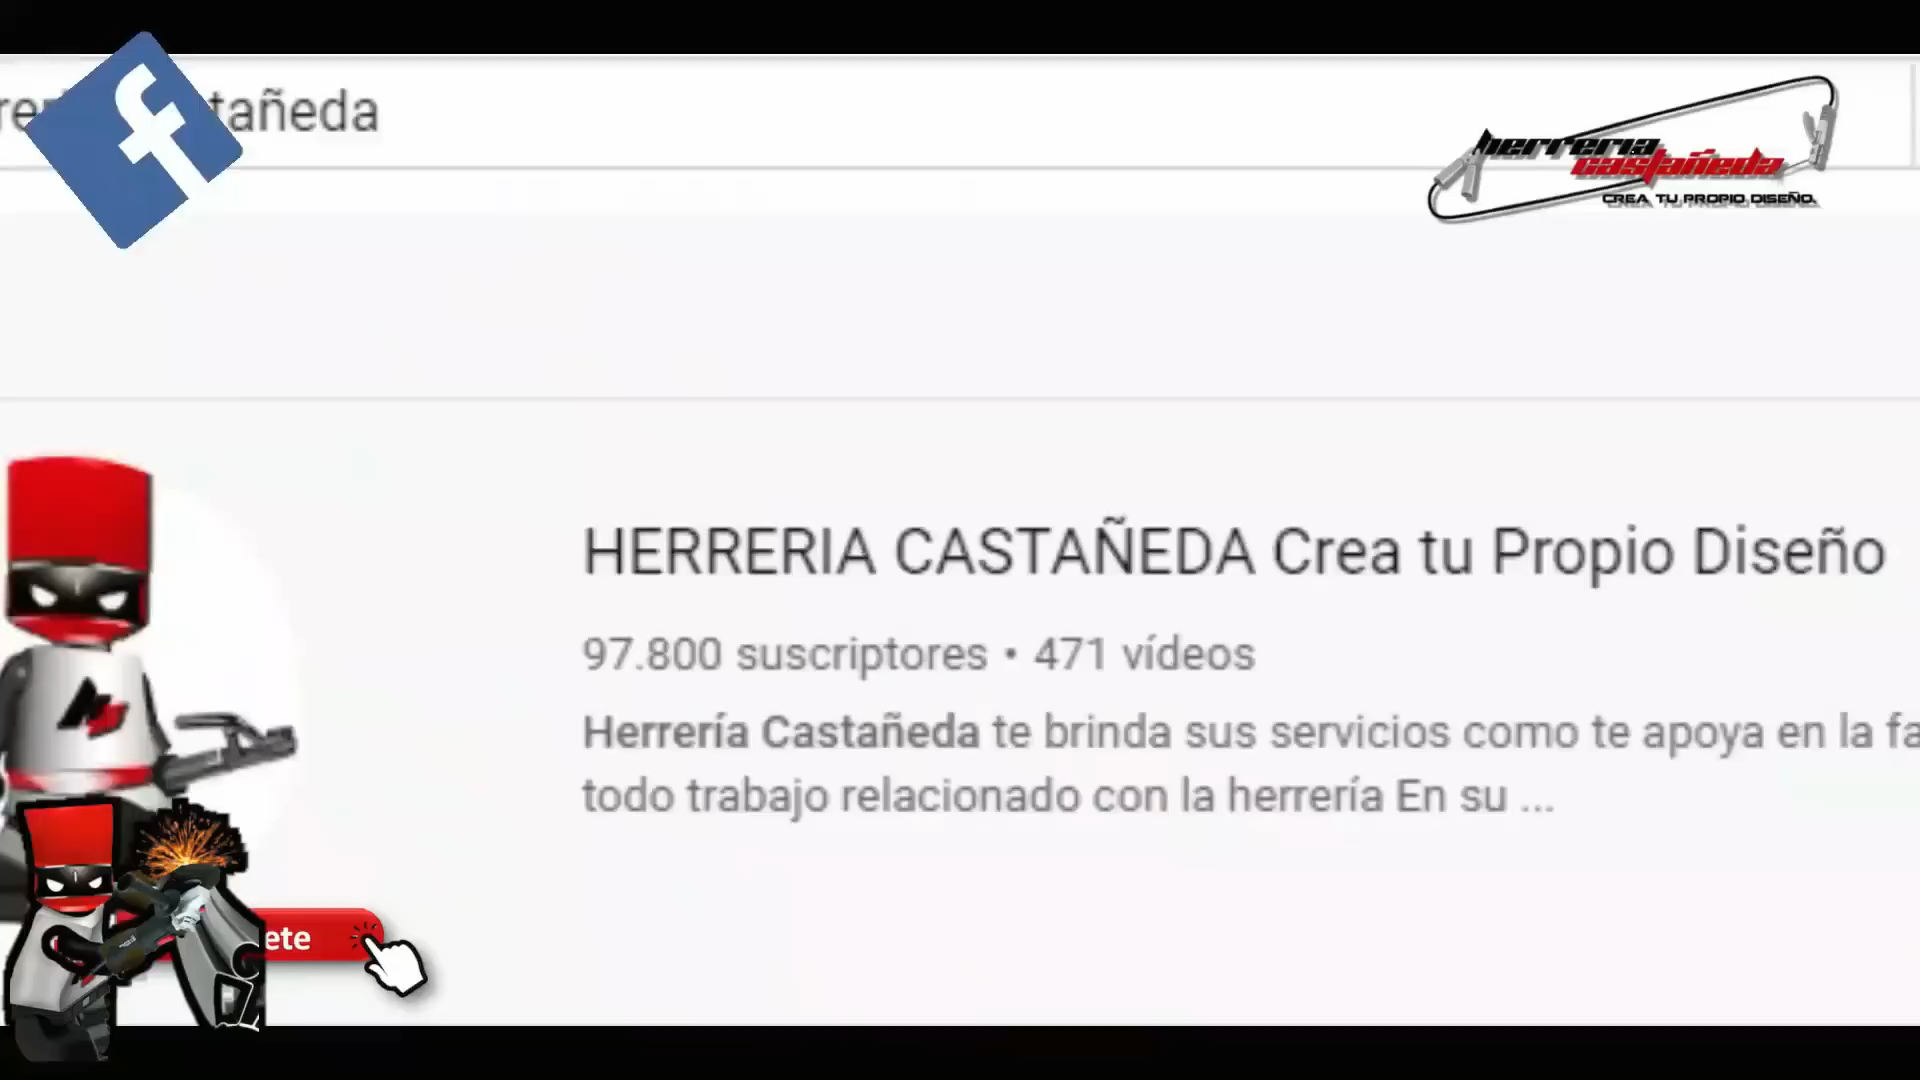 tañeda
herreria
castañeda
CREA TU PROPIO DISEÑO.
HERRERIA CASTAÑEDA Crea tu Propio Diseño
97.800 suscriptores • 471 vídeos
Herrería Castañeda te brinda sus servicios como te apoya en la fa
todo trabajo relacionado con la herrería En su ...
ete